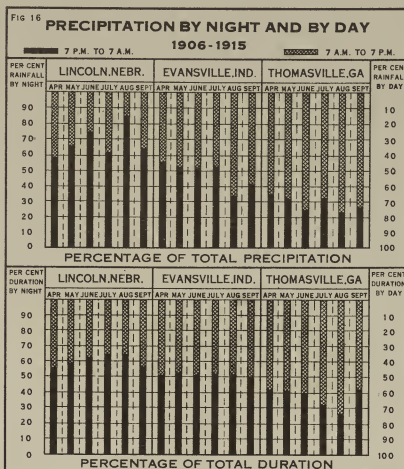 FIG 16
PRECIPITATION BY NIGHT AND BY DAY
1906-1915
7 P.M. TO 7 A.M. 7 A.M. TO 7 P.M.
PER CENT RAINFALL BY NIGHT
LINCOLN,NEBR. EVANSVILLE,IND. THOMASVILLE,GA
PER CENT RAINFALL BY DAY
APR MAY JUNE JULY AUG SEPT APR MAY JUNE JULY AUG SEPT APR MAY JUNE JULY AUG SEPT
90 10
80 20
70 30
60 40
50 50
40 60
30 70
20 80
10 90
0 100
PERCENTAGE OF TOTAL PRECIPITATION
PER CENT DURATION BY NIGHT
LINCOLN,NEBR. EVANSVILLE,IND. THOMASVILLE,GA
PER CENT DURATION BY DAY
APR MAY JUNE JULY AUG SEPT APR MAY JUNE JULY AUG SEPT APR MAY JUNE JULY AUG SEPT
90 10
80 20
70 30
60 40
50 50
40 60
30 70
20 80
10 90
0 100
PERCENTAGE OF TOTAL DURATION